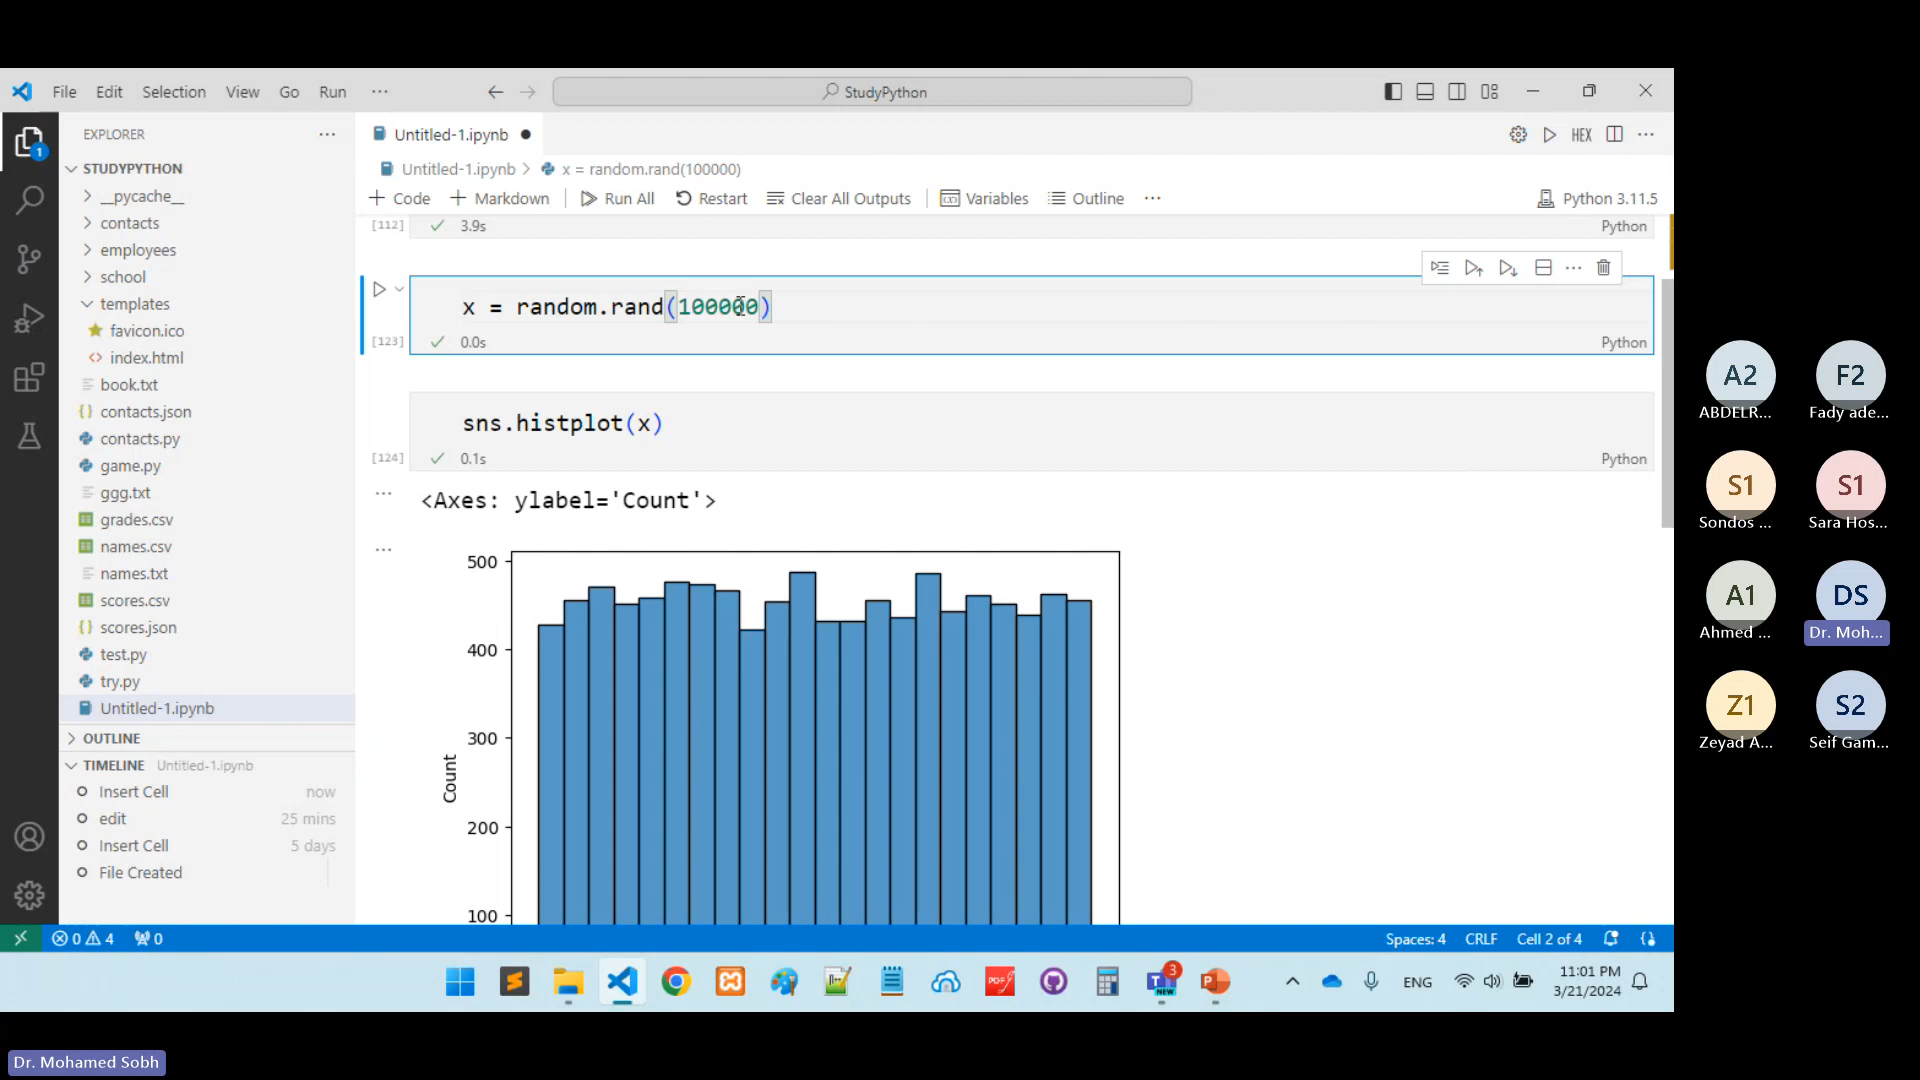 File Edit Selection View Go Run ···
StudyPython
EXPLORER
STUDYPYTHON
__pycache__
contacts
employees
school
templates
favicon.ico
index.html
book.txt
contacts.json
contacts.py
game.py
ggg.txt
grades.csv
names.csv
names.txt
scores.csv
scores.json
test.py
try.py
Untitled-1.ipynb
OUTLINE
TIMELINE Untitled-1.ipynb
Insert Cell now
edit 25 mins
Insert Cell 5 days
File Created
1
Untitled-1.ipynb
HEX
Untitled-1.ipynb > x = random.rand(100000)
+ Code + Markdown Run All Restart Clear All Outputs Variables Outline ··· Python 3.11.5
[112] 3.9s Python
x = random.rand(100000)
[123] 0.0s Python
sns.histplot(x)
[124] 0.1s Python
<Axes: ylabel='Count'>
500
400
300
200
100
Count
0 4 0
Spaces: 4 CRLF Cell 2 of 4
NEW
3
PDF
ENG
11:01 PM
3/21/2024
A2
ABDELR...
F2
Fady ade...
S1
Sondos ...
S1
Sara Hos...
A1
Ahmed ...
DS
Dr. Moh...
Z1
Zeyad A...
S2
Seif Gam...
Dr. Mohamed Sobh